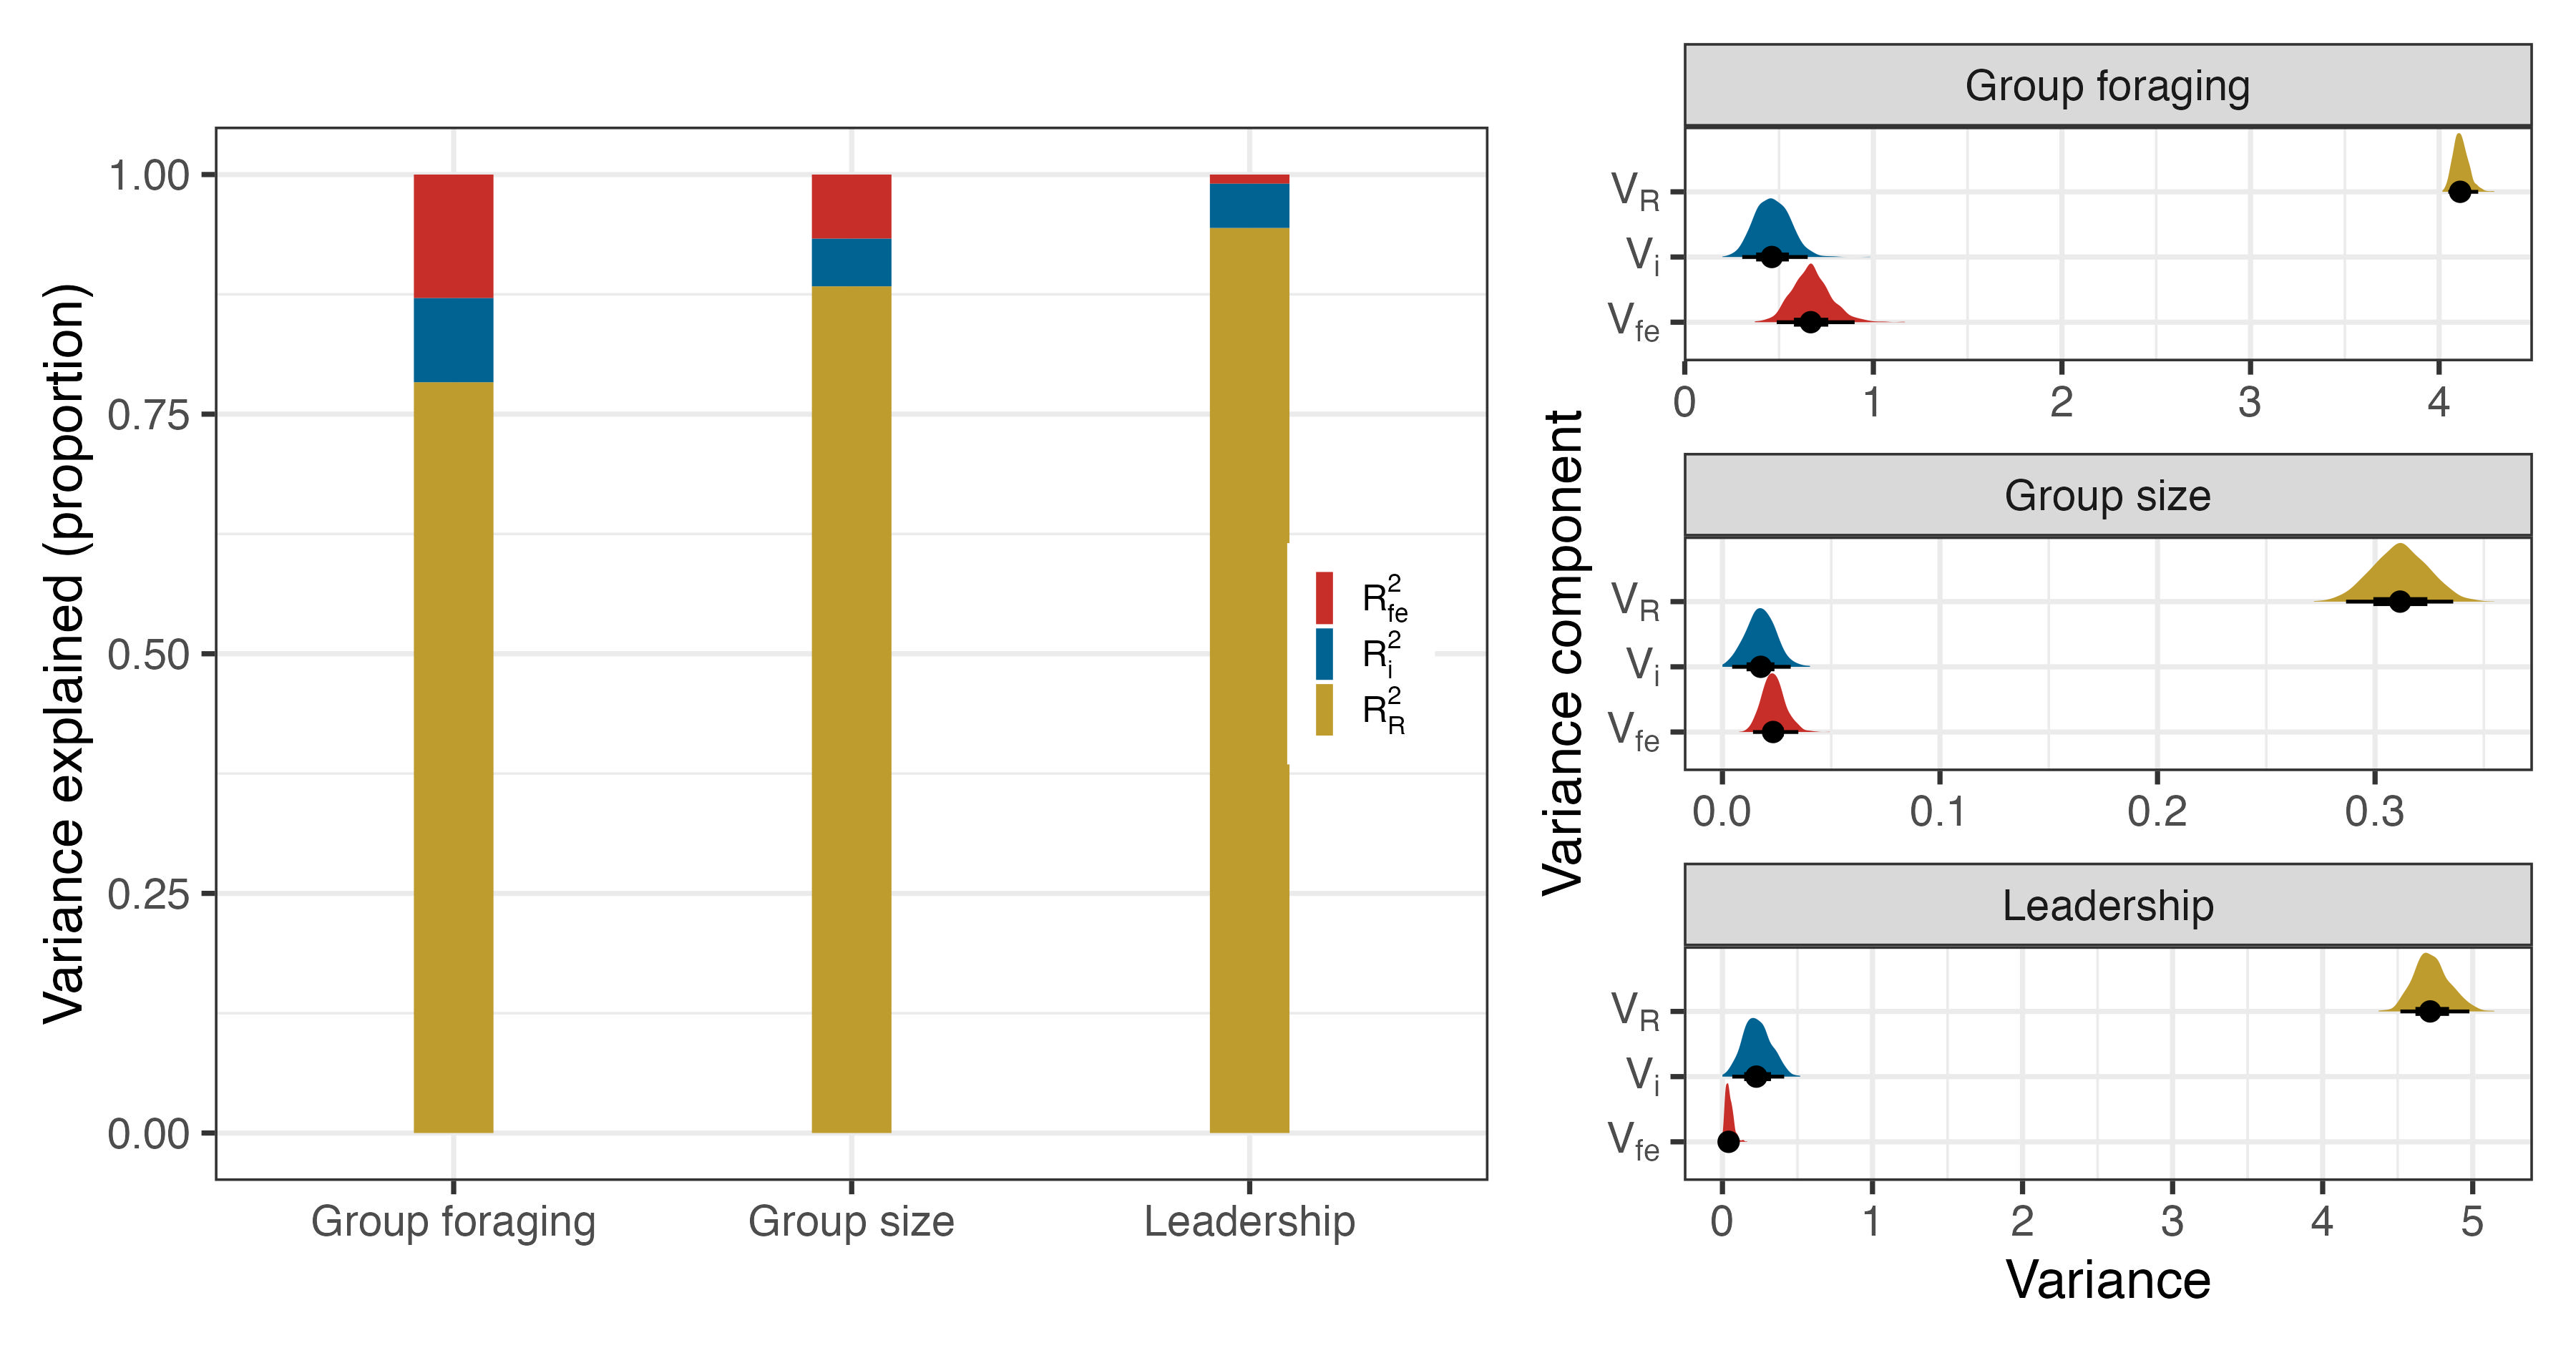 Variance explained (proportion)
1.00
0.75
0.50
0.25
0.00
Group foraging Group size Leadership
R²fe
R²i
R²R
Variance component
Group foraging
VR
Vi
Vfe
0 1 2 3 4
Group size
VR
Vi
Vfe
0.0 0.1 0.2 0.3
Leadership
VR
Vi
Vfe
0 1 2 3 4 5
Variance